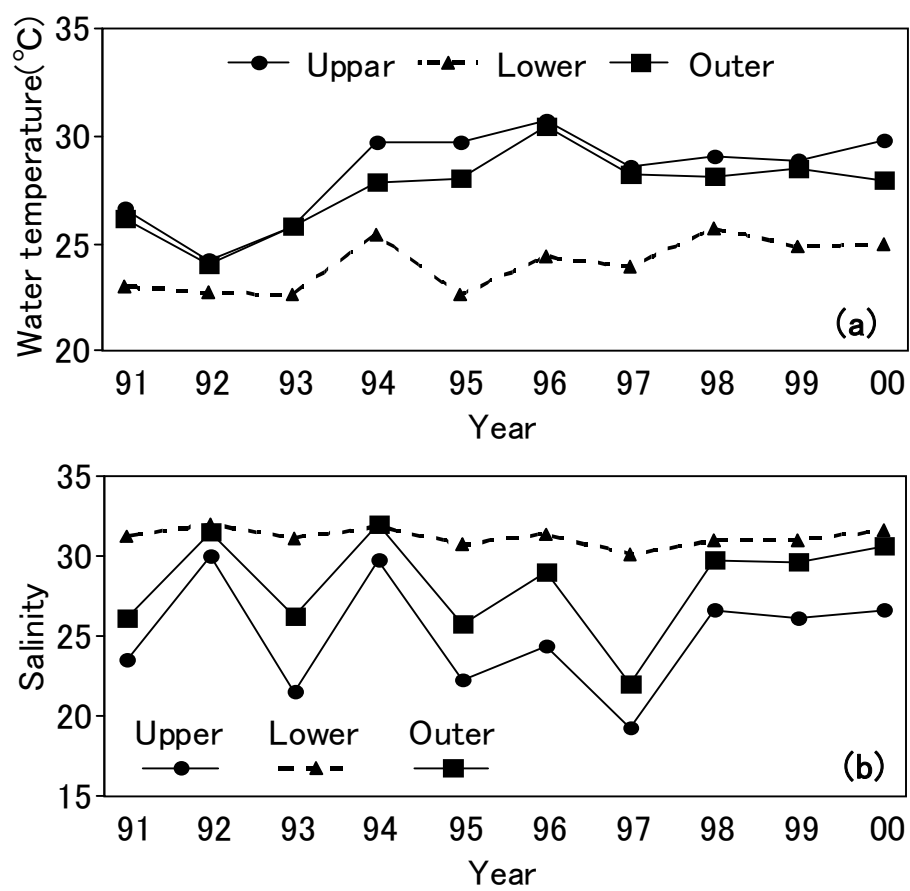 35
Uppar Lower Outer
30
25
20
Water temperature(℃)
(a)
91 92 93 94 95 96 97 98 99 00
Year
35
30
25
20
15
Salinity
Upper Lower Outer
(b)
91 92 93 94 95 96 97 98 99 00
Year